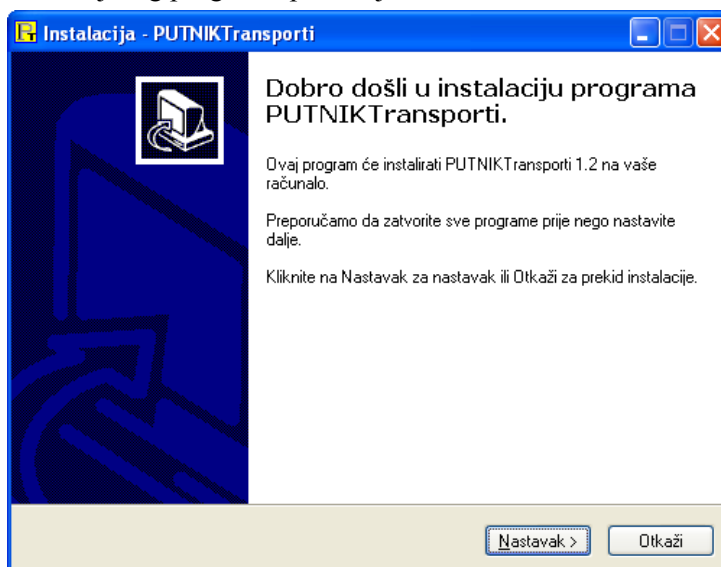 Instalacija - PUTNIKTransporti
Dobro došli u instalaciju programa
PUTNIKTransporti.
Ovaj program će instalirati PUTNIKTransporti 1.2 na vaše
računalo.
Preporučamo da zatvorite sve programe prije nego nastavite
dalje.
Kliknite na Nastavak za nastavak ili Otkaži za prekid instalacije.
Nastavak >
Otkaži